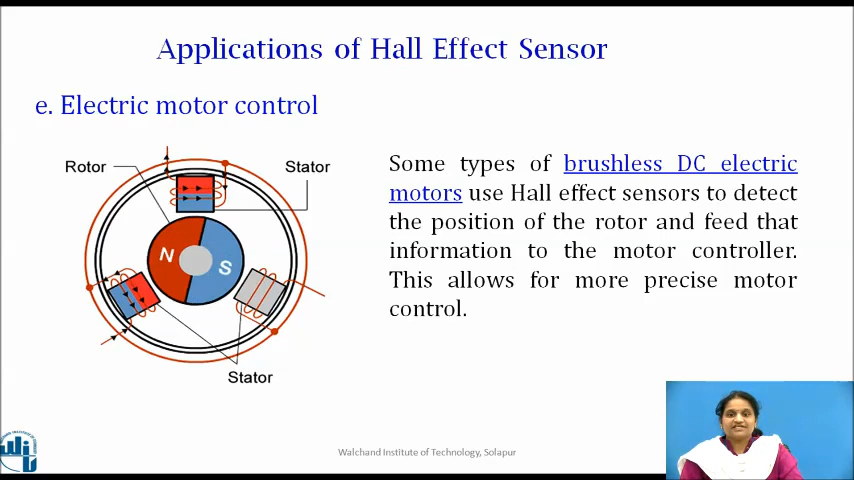 Applications of Hall Effect Sensor
e. Electric motor control
Rotor
Stator
N
S
Stator
Some types of brushless DC electric
motors use Hall effect sensors to detect
the position of the rotor and feed that
information to the motor controller.
This allows for more precise motor
control.
Walchand Institute of Technology, Solapur